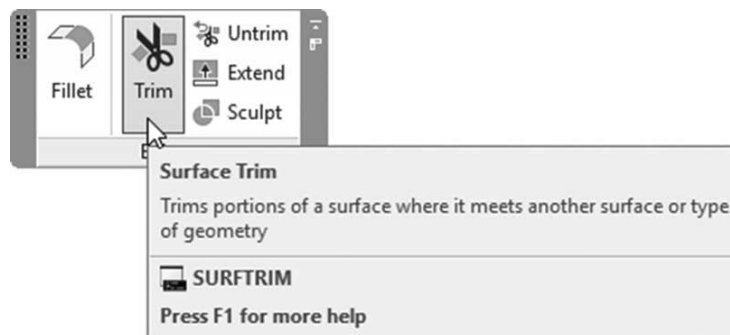 Fillet
Trim
Untrim
Extend
Sculpt
Surface Trim
Trims portions of a surface where it meets another surface or type
of geometry
SURFTRIM
Press F1 for more help